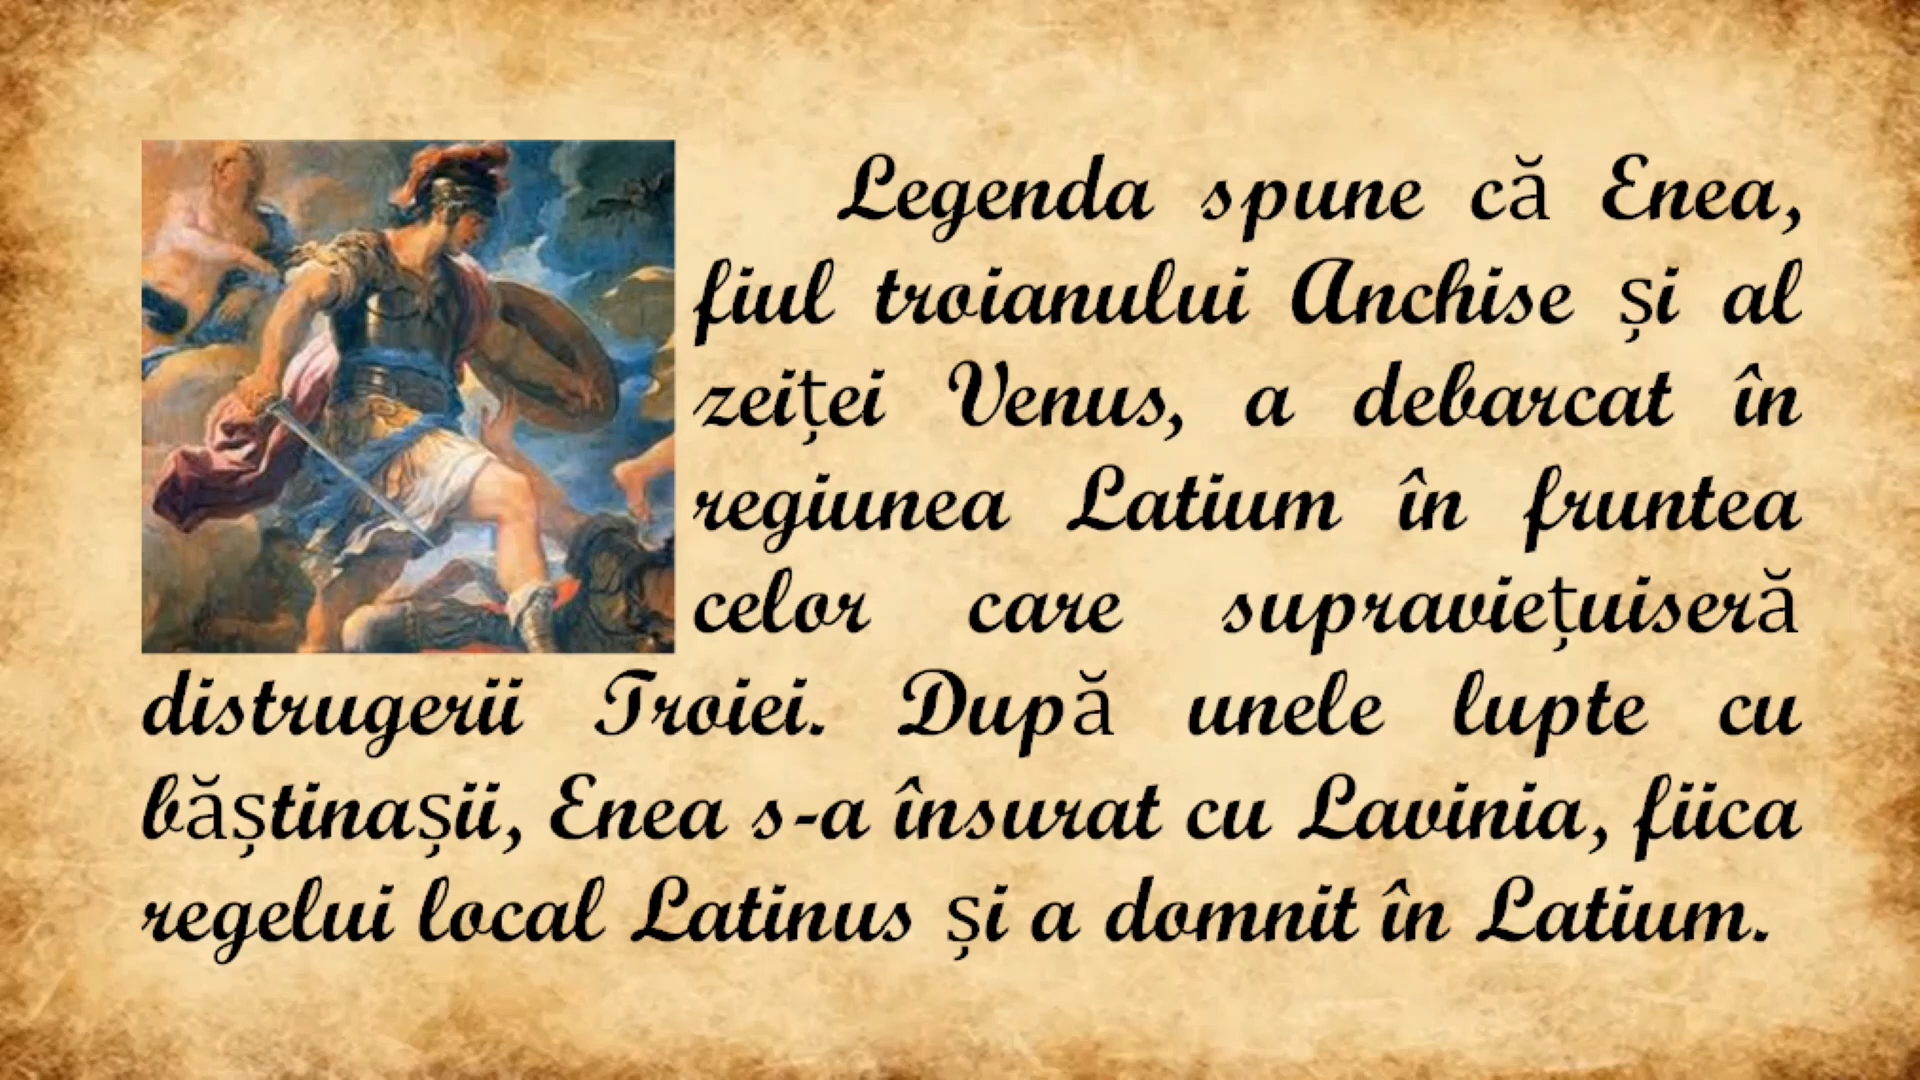 Legenda spune că Enea,
fiul troianului Anchise și al
zeiței Venus, a debarcat în
regiunea Latium în fruntea
celor care supraviețuiseră
distrugerii Troiei. După unele lupte cu
băștinașii, Enea s-a însurat cu Lavinia, fiica
regelui local Latinus și a domnit în Latium.